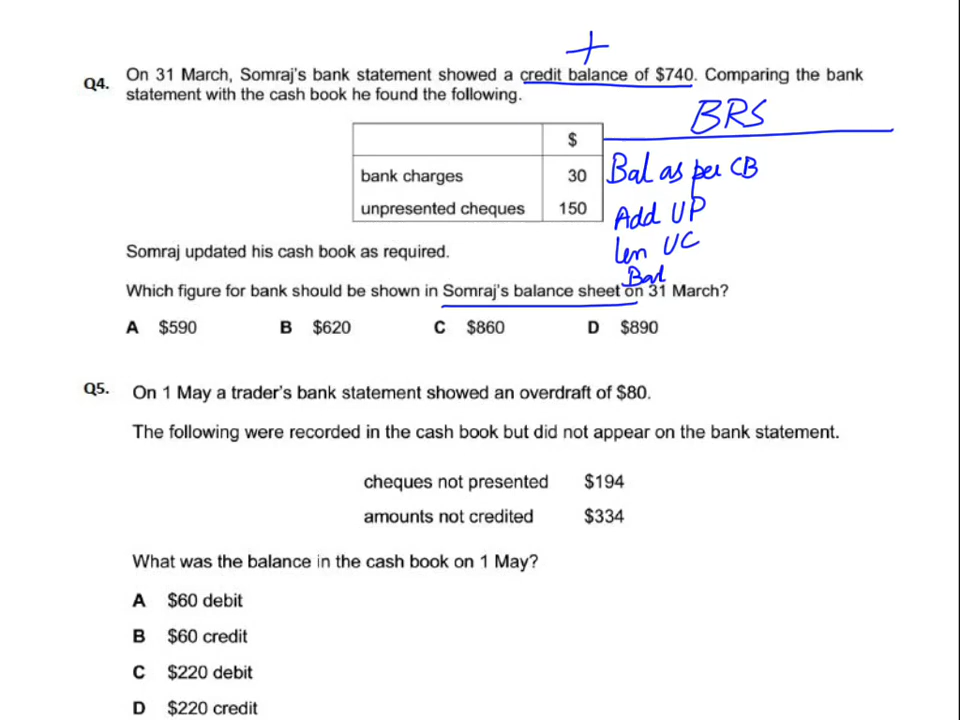 +
Q4. On 31 March, Somraj's bank statement showed a credit balance of $740. Comparing the bank
statement with the cash book he found the following.
BRS
$
bank charges 30
Bal as per CB
unpresented cheques 150
Add UP
Less UC
Bal
Somraj updated his cash book as required.
Which figure for bank should be shown in Somraj's balance sheet on 31 March?
A $590 B $620 C $860 D $890
Q5. On 1 May a trader's bank statement showed an overdraft of $80.
The following were recorded in the cash book but did not appear on the bank statement.
cheques not presented $194
amounts not credited $334
What was the balance in the cash book on 1 May?
A $60 debit
B $60 credit
C $220 debit
D $220 credit